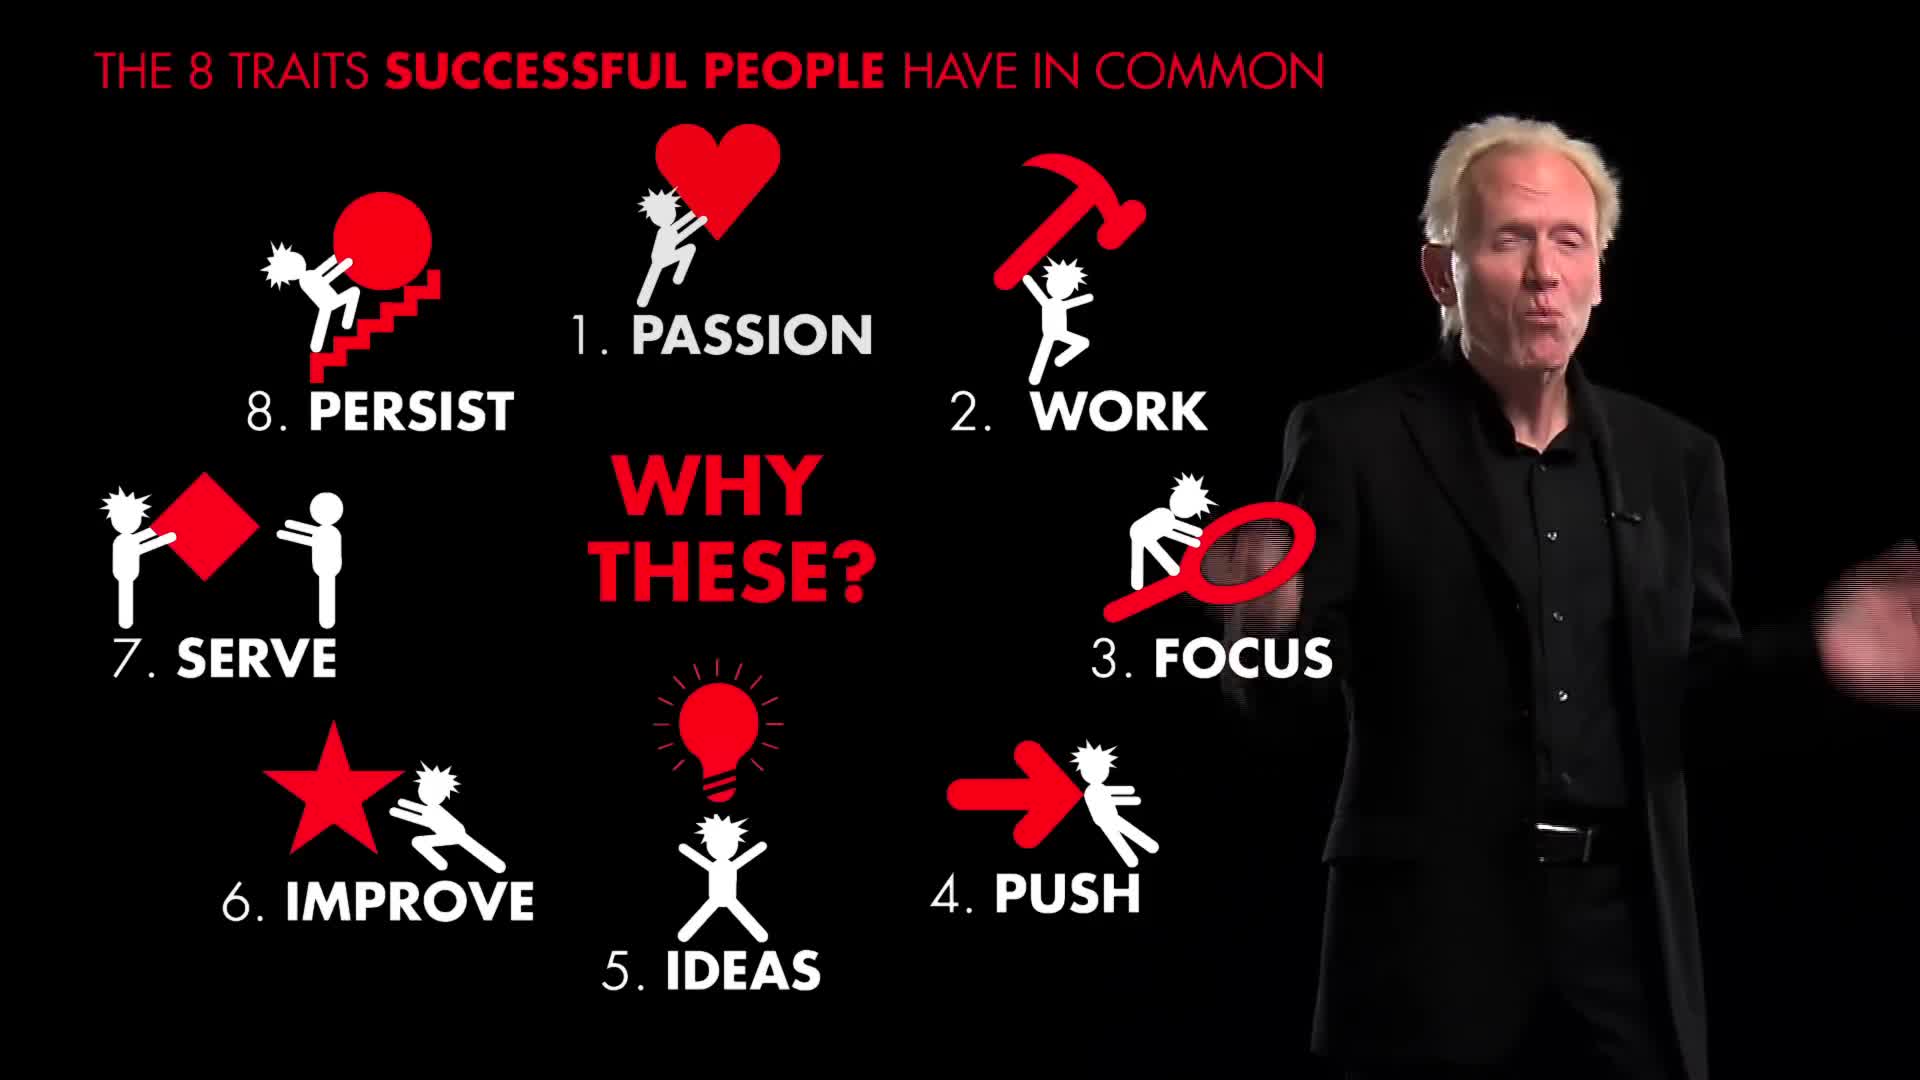 THE 8 TRAITS SUCCESSFUL PEOPLE HAVE IN COMMON
1. PASSION
2. WORK
3. FOCUS
4. PUSH
5. IDEAS
6. IMPROVE
7. SERVE
8. PERSIST
WHY
THESE?